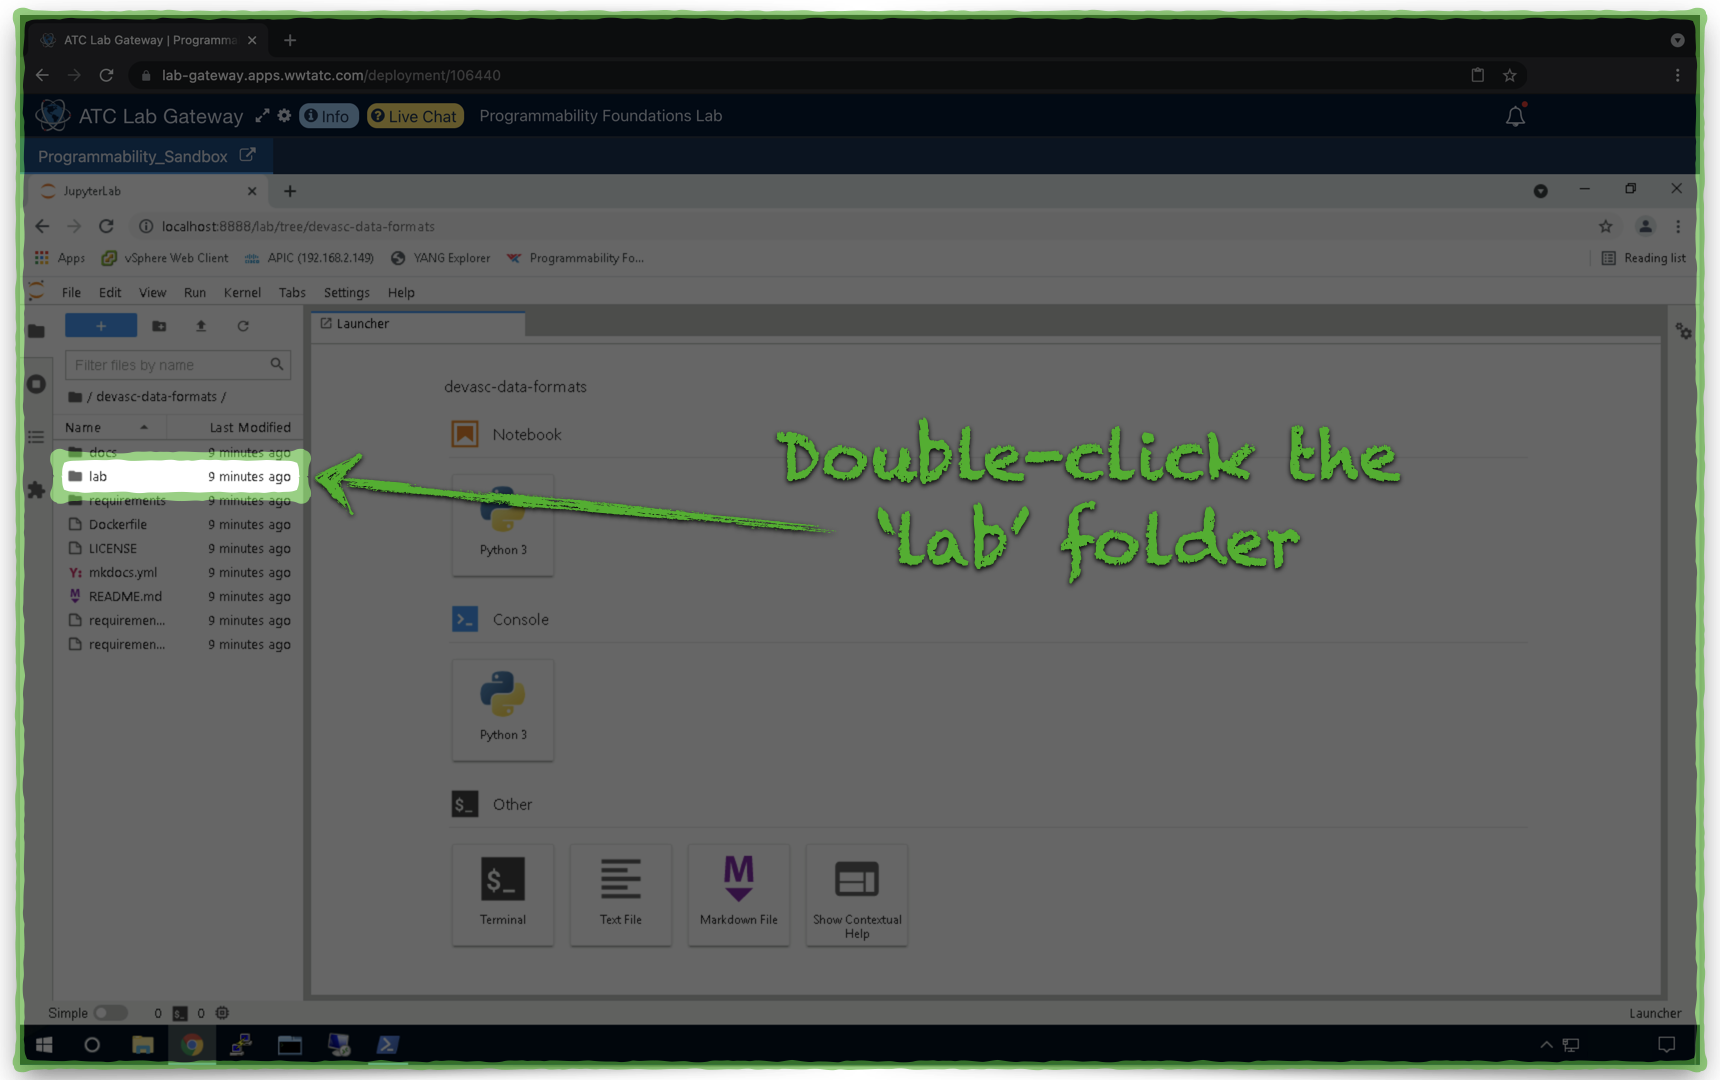 ATC Lab Gateway | Programma
lab-gateway.apps.wwtatc.com/deployment/106440
ATC Lab Gateway Info Live Chat Programmability Foundations Lab
Programmability_Sandbox
JupyterLab
localhost:8888/lab/tree/devasc-data-formats
Apps vSphere Web Client APIC (192.168.2.149) YANG Explorer Programmability Fo... Reading list
File Edit View Run Kernel Tabs Settings Help
+
Launcher
Filter files by name
/ devasc-data-formats /
Name Last Modified
docs 9 minutes ago
lab 9 minutes ago
requirements 9 minutes ago
Dockerfile 9 minutes ago
LICENSE 9 minutes ago
Y: mkdocs.yml 9 minutes ago
README.md 9 minutes ago
requiremen... 9 minutes ago
requiremen... 9 minutes ago
devasc-data-formats
Notebook
Python 3
Double-click the
'lab' folder
Console
Python 3
$_ Other
$_
Terminal
Text File
M
Markdown File
Show Contextual
Help
Simple 0 $_ 0 Launcher